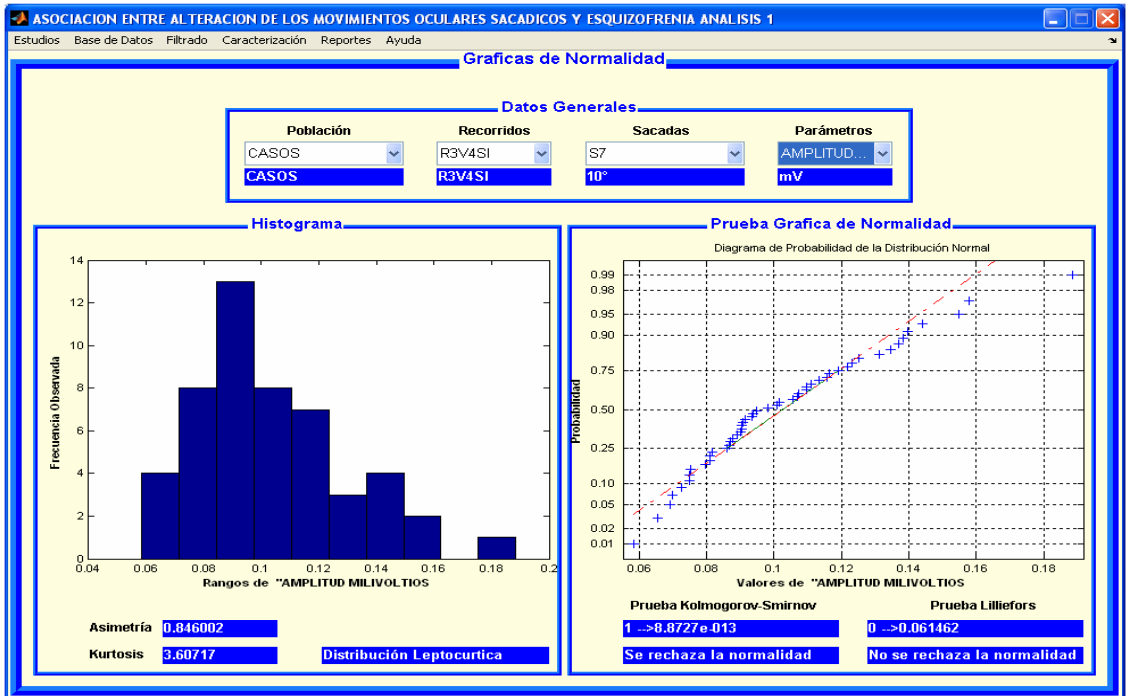 ASOCIACION ENTRE ALTERACION DE LOS MOVIMIENTOS OCULARES SACADICOS Y ESQUIZOFRENIA ANALISIS 1
Estudios Base de Datos Filtrado Caracterización Reportes Ayuda
Graficas de Normalidad
Datos Generales
Población Recorridos Sacadas Parámetros
CASOS R3V4SI S7 AMPLITUD...
CASOS R3V4SI 10° mV
Histograma
14
12
10
8
6
4
2
0
Frecuencia Observada
0.04 0.06 0.08 0.1 0.12 0.14 0.16 0.18 0.2
Rangos de "AMPLITUD MILIVOLTIOS
Asimetría 0.846002
Kurtosis 3.60717 Distribución Leptocurtica
Prueba Grafica de Normalidad
Diagrama de Probabilidad de la Distribución Normal
0.99
0.98
0.95
0.90
0.75
0.50
0.25
0.10
0.05
0.02
0.01
Probabilidad
0.06 0.08 0.1 0.12 0.14 0.16 0.18
Valores de "AMPLITUD MILIVOLTIOS
Prueba Kolmogorov-Smirnov Prueba Lilliefors
1 -->8.8727e-013 0 -->0.061462
Se rechaza la normalidad No se rechaza la normalidad